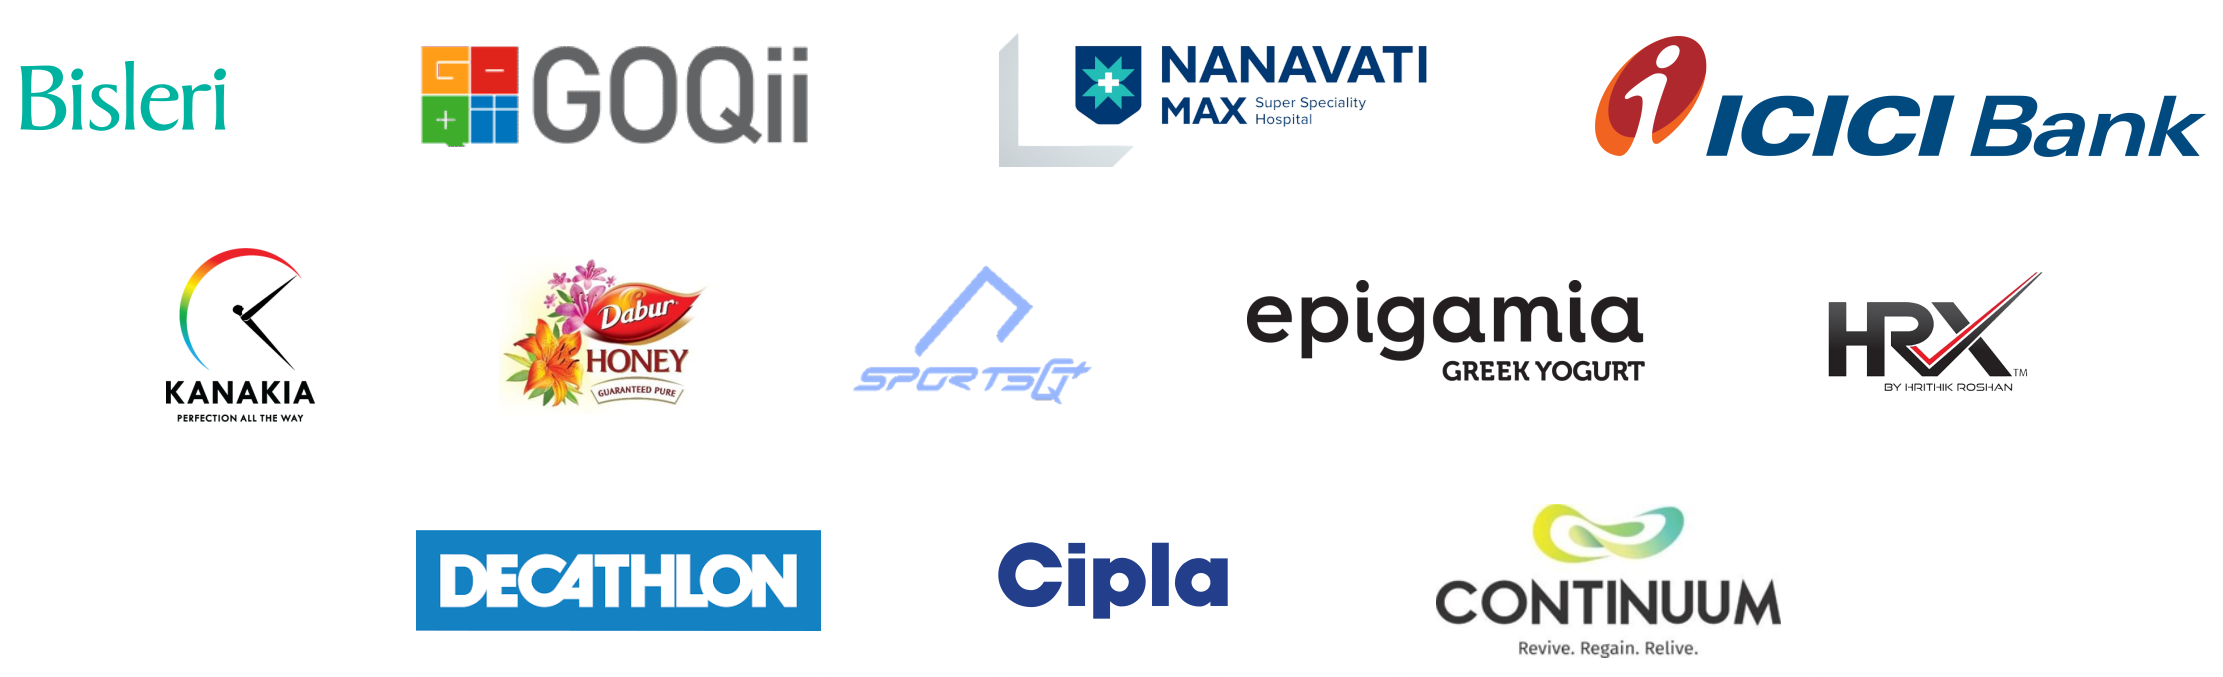 Bisleri
G
GOQii
NANAVATI
MAX Super Speciality
Hospital
i ICICI Bank
KANAKIA
PERFECTION ALL THE WAY
Dabur
HONEY
GUARANTEED PURE
SPORTSQ+
epigamia
GREEK YOGURT
HRX TM
BY HRITHIK ROSHAN
DECATHLON
Cipla
CONTINUUM
Revive. Regain. Relive.